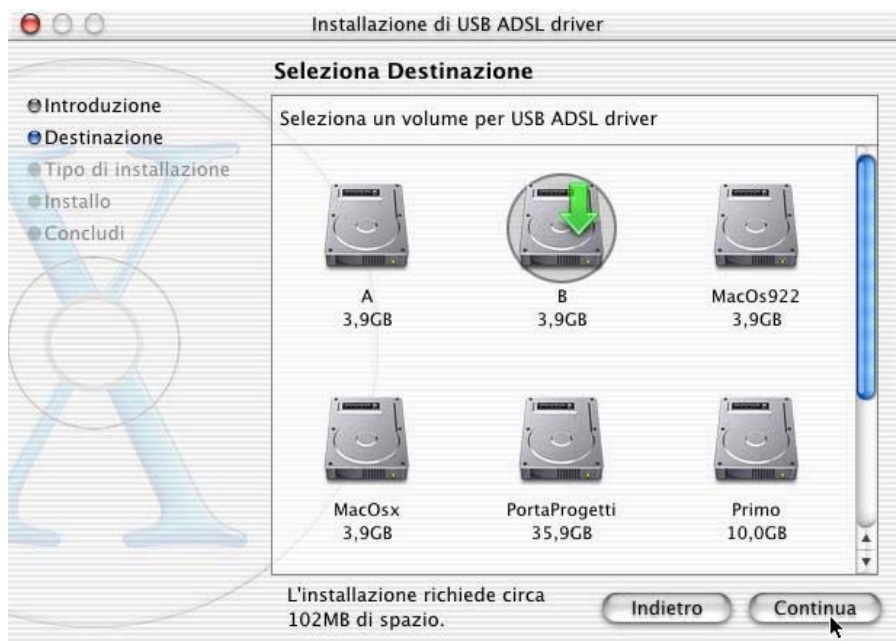 Installazione di USB ADSL driver
Seleziona Destinazione
Introduzione
Destinazione
Tipo di installazione
Installo
Concludi
Seleziona un volume per USB ADSL driver
A
3,9GB
B
3,9GB
MacOs922
3,9GB
MacOsx
3,9GB
PortaProgetti
35,9GB
Primo
10,0GB
L'installazione richiede circa
102MB di spazio.
Indietro
Continua